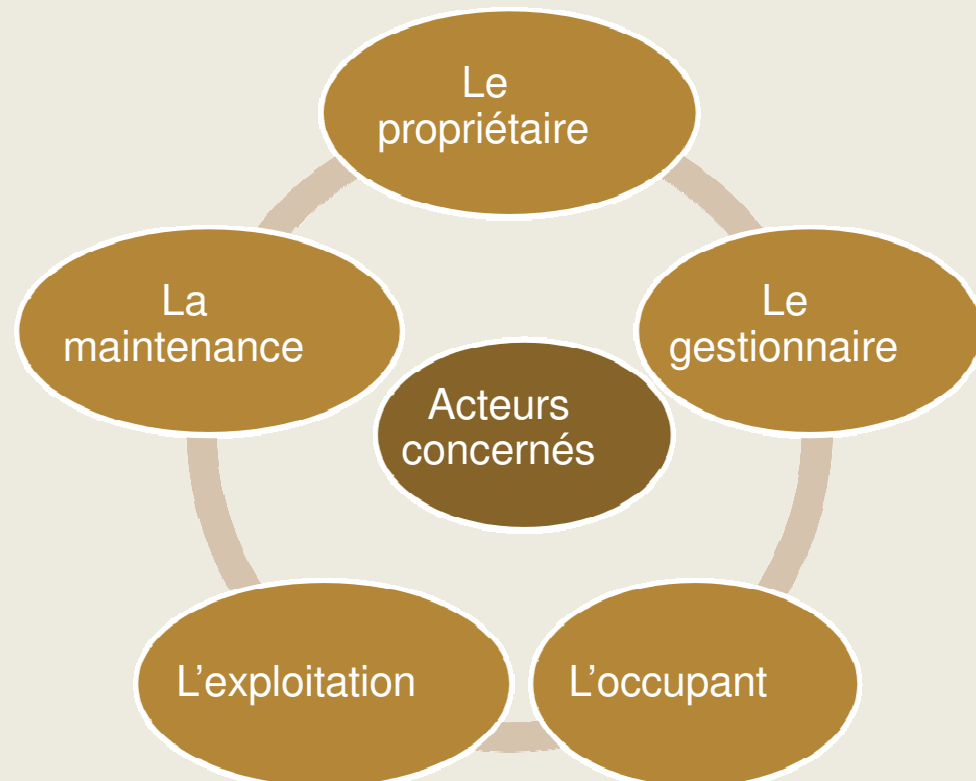 Le
propriétaire
La
maintenance
Le
gestionnaire
Acteurs
concernés
L’exploitation
L’occupant